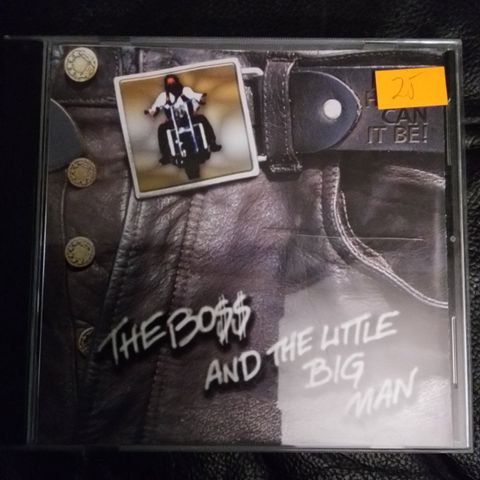 25
CAN
IT BE!
THE BO$$
AND THE LITTLE
BIG
MAN